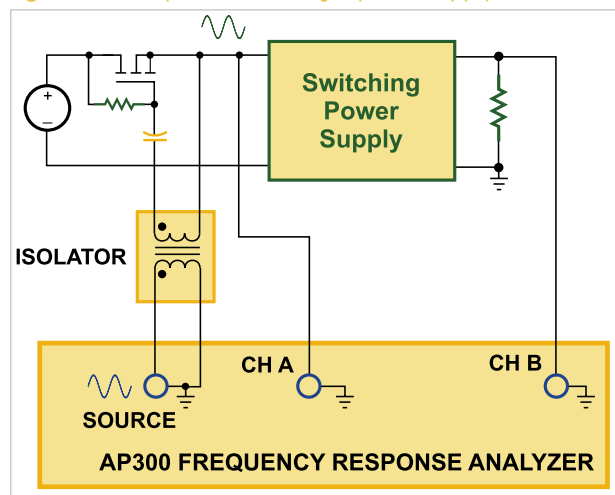 Switching
Power
Supply
+
−
ISOLATOR
CH A
CH B
SOURCE
AP300 FREQUENCY RESPONSE ANALYZER